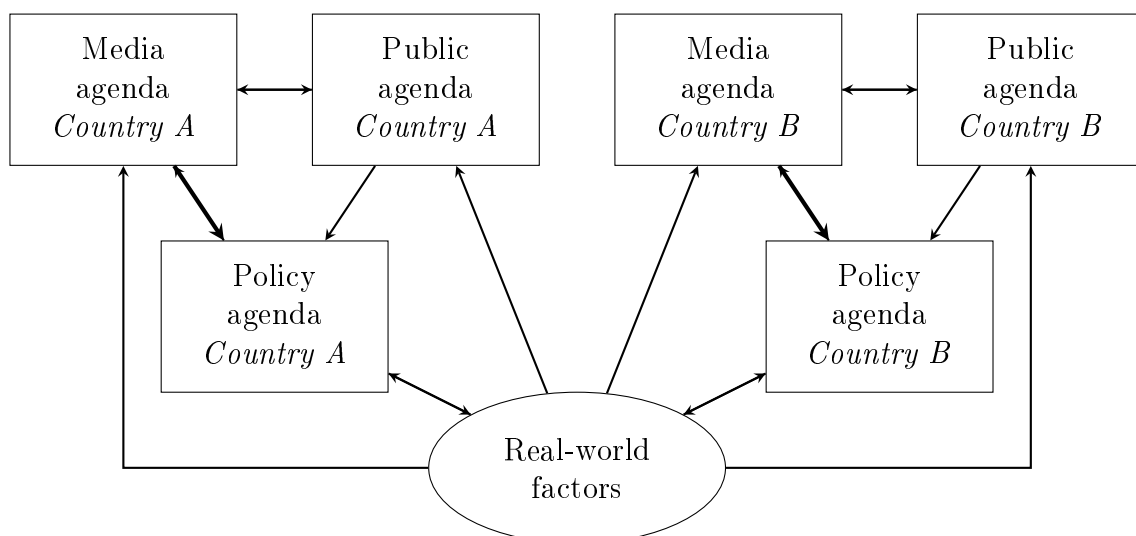 Media
agenda
Country A
Public
agenda
Country A
Media
agenda
Country B
Public
agenda
Country B
Policy
agenda
Country A
Policy
agenda
Country B
Real-world
factors